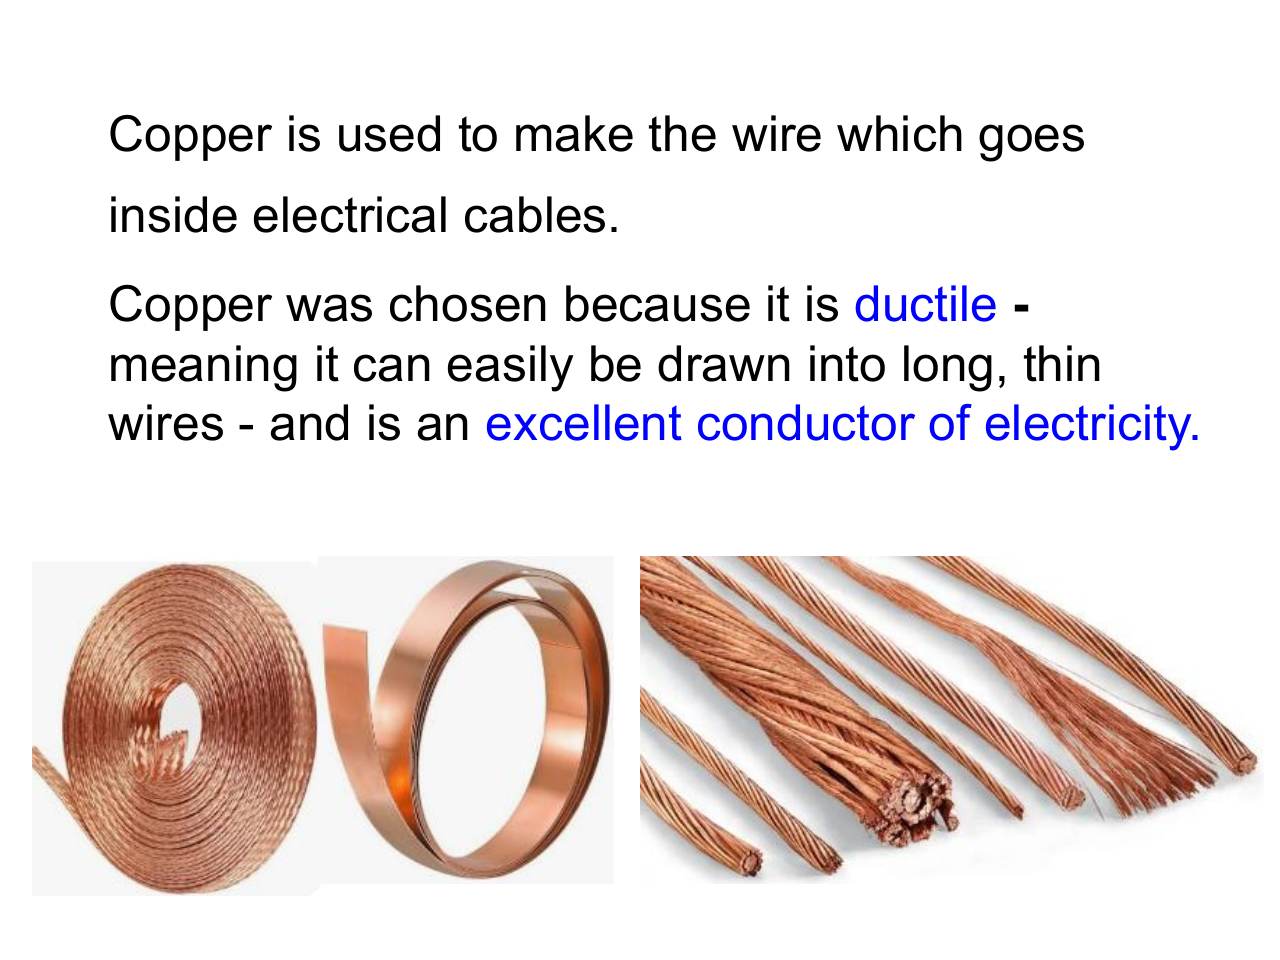 Copper is used to make the wire which goes
inside electrical cables.
Copper was chosen because it is ductile -
meaning it can easily be drawn into long, thin
wires - and is an excellent conductor of electricity.